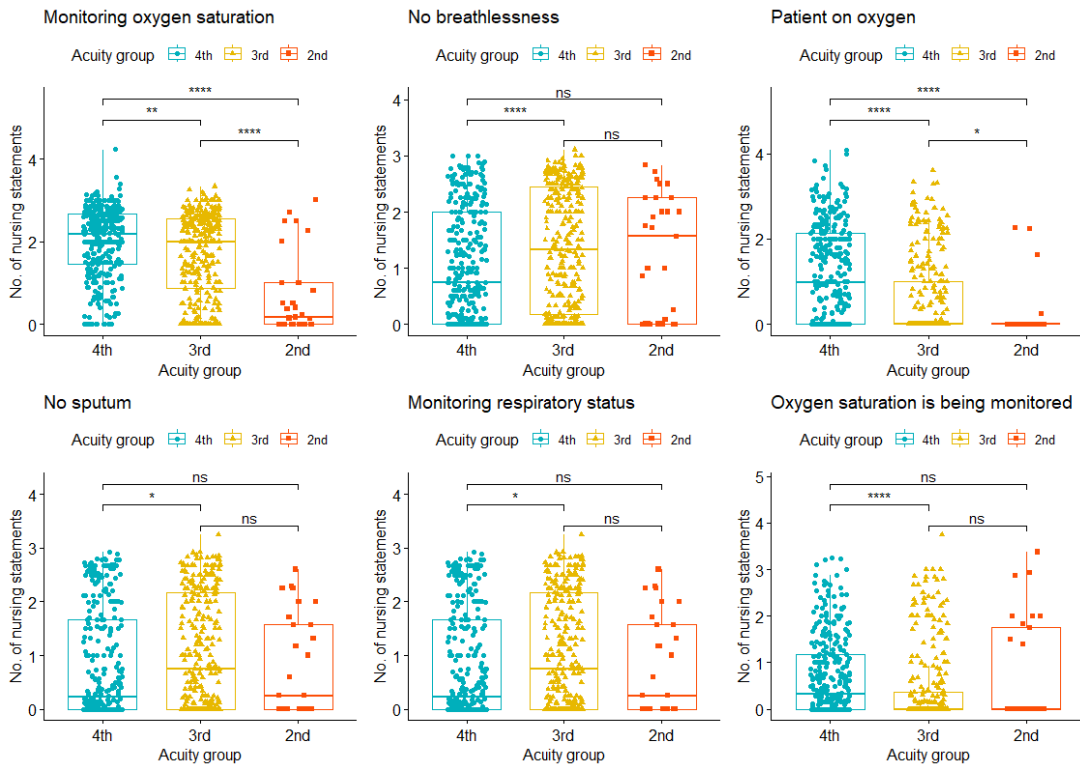 Monitoring oxygen saturation
Acuity group 4th 3rd 2nd
No. of nursing statements
4
2
0
****
**
****
4th 3rd 2nd
Acuity group
No breathlessness
Acuity group 4th 3rd 2nd
No. of nursing statements
4
3
2
1
0
ns
****
ns
4th 3rd 2nd
Acuity group
Patient on oxygen
Acuity group 4th 3rd 2nd
No. of nursing statements
4
2
0
****
****
*
4th 3rd 2nd
Acuity group
No sputum
Acuity group 4th 3rd 2nd
No. of nursing statements
4
3
2
1
0
ns
*
ns
4th 3rd 2nd
Acuity group
Monitoring respiratory status
Acuity group 4th 3rd 2nd
No. of nursing statements
4
3
2
1
0
ns
*
ns
4th 3rd 2nd
Acuity group
Oxygen saturation is being monitored
Acuity group 4th 3rd 2nd
No. of nursing statements
5
4
3
2
1
0
ns
****
ns
4th 3rd 2nd
Acuity group